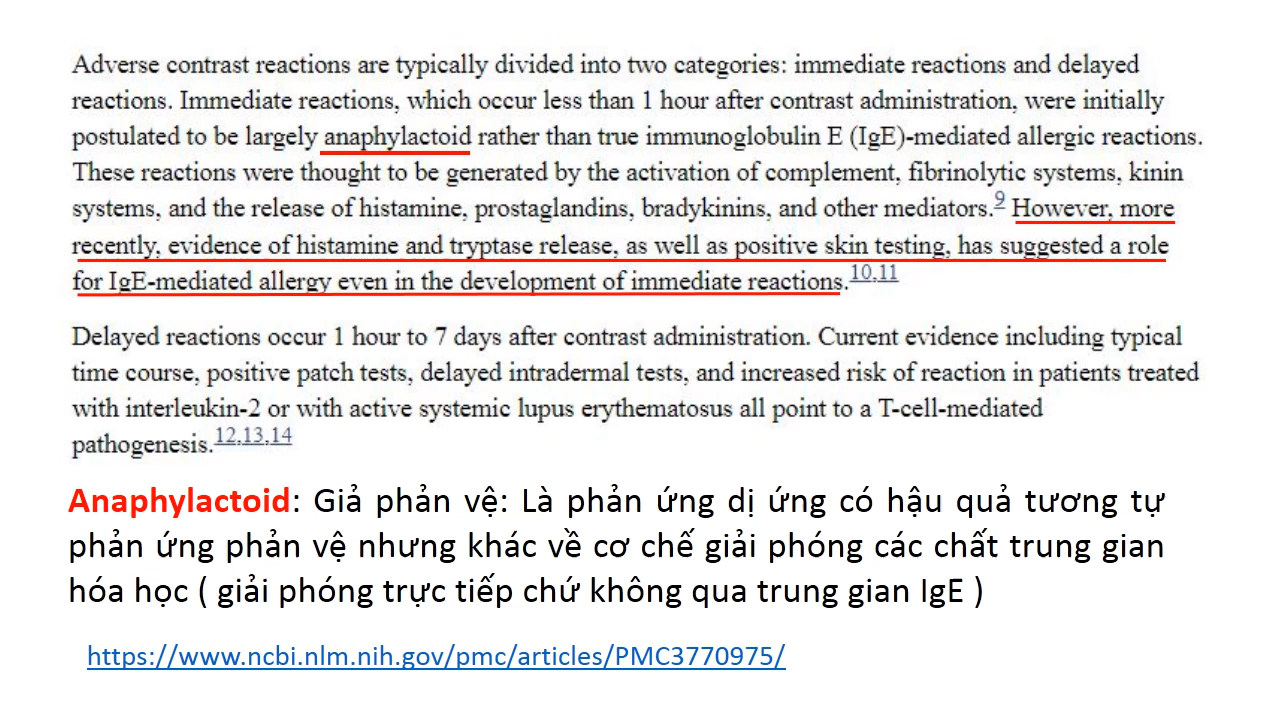 Adverse contrast reactions are typically divided into two categories: immediate reactions and delayed
reactions. Immediate reactions, which occur less than 1 hour after contrast administration, were initially
postulated to be largely anaphylactoid rather than true immunoglobulin E (IgE)-mediated allergic reactions.
These reactions were thought to be generated by the activation of complement, fibrinolytic systems, kinin
systems, and the release of histamine, prostaglandins, bradykinins, and other mediators.9 However, more
recently, evidence of histamine and tryptase release, as well as positive skin testing, has suggested a role
for IgE-mediated allergy even in the development of immediate reactions.10,11
Delayed reactions occur 1 hour to 7 days after contrast administration. Current evidence including typical
time course, positive patch tests, delayed intradermal tests, and increased risk of reaction in patients treated
with interleukin-2 or with active systemic lupus erythematosus all point to a T-cell-mediated
pathogenesis.12,13,14
Anaphylactoid: Giả phản vệ: Là phản ứng dị ứng có hậu quả tương tự
phản ứng phản vệ nhưng khác về cơ chế giải phóng các chất trung gian
hóa học ( giải phóng trực tiếp chứ không qua trung gian IgE )
https://www.ncbi.nlm.nih.gov/pmc/articles/PMC3770975/